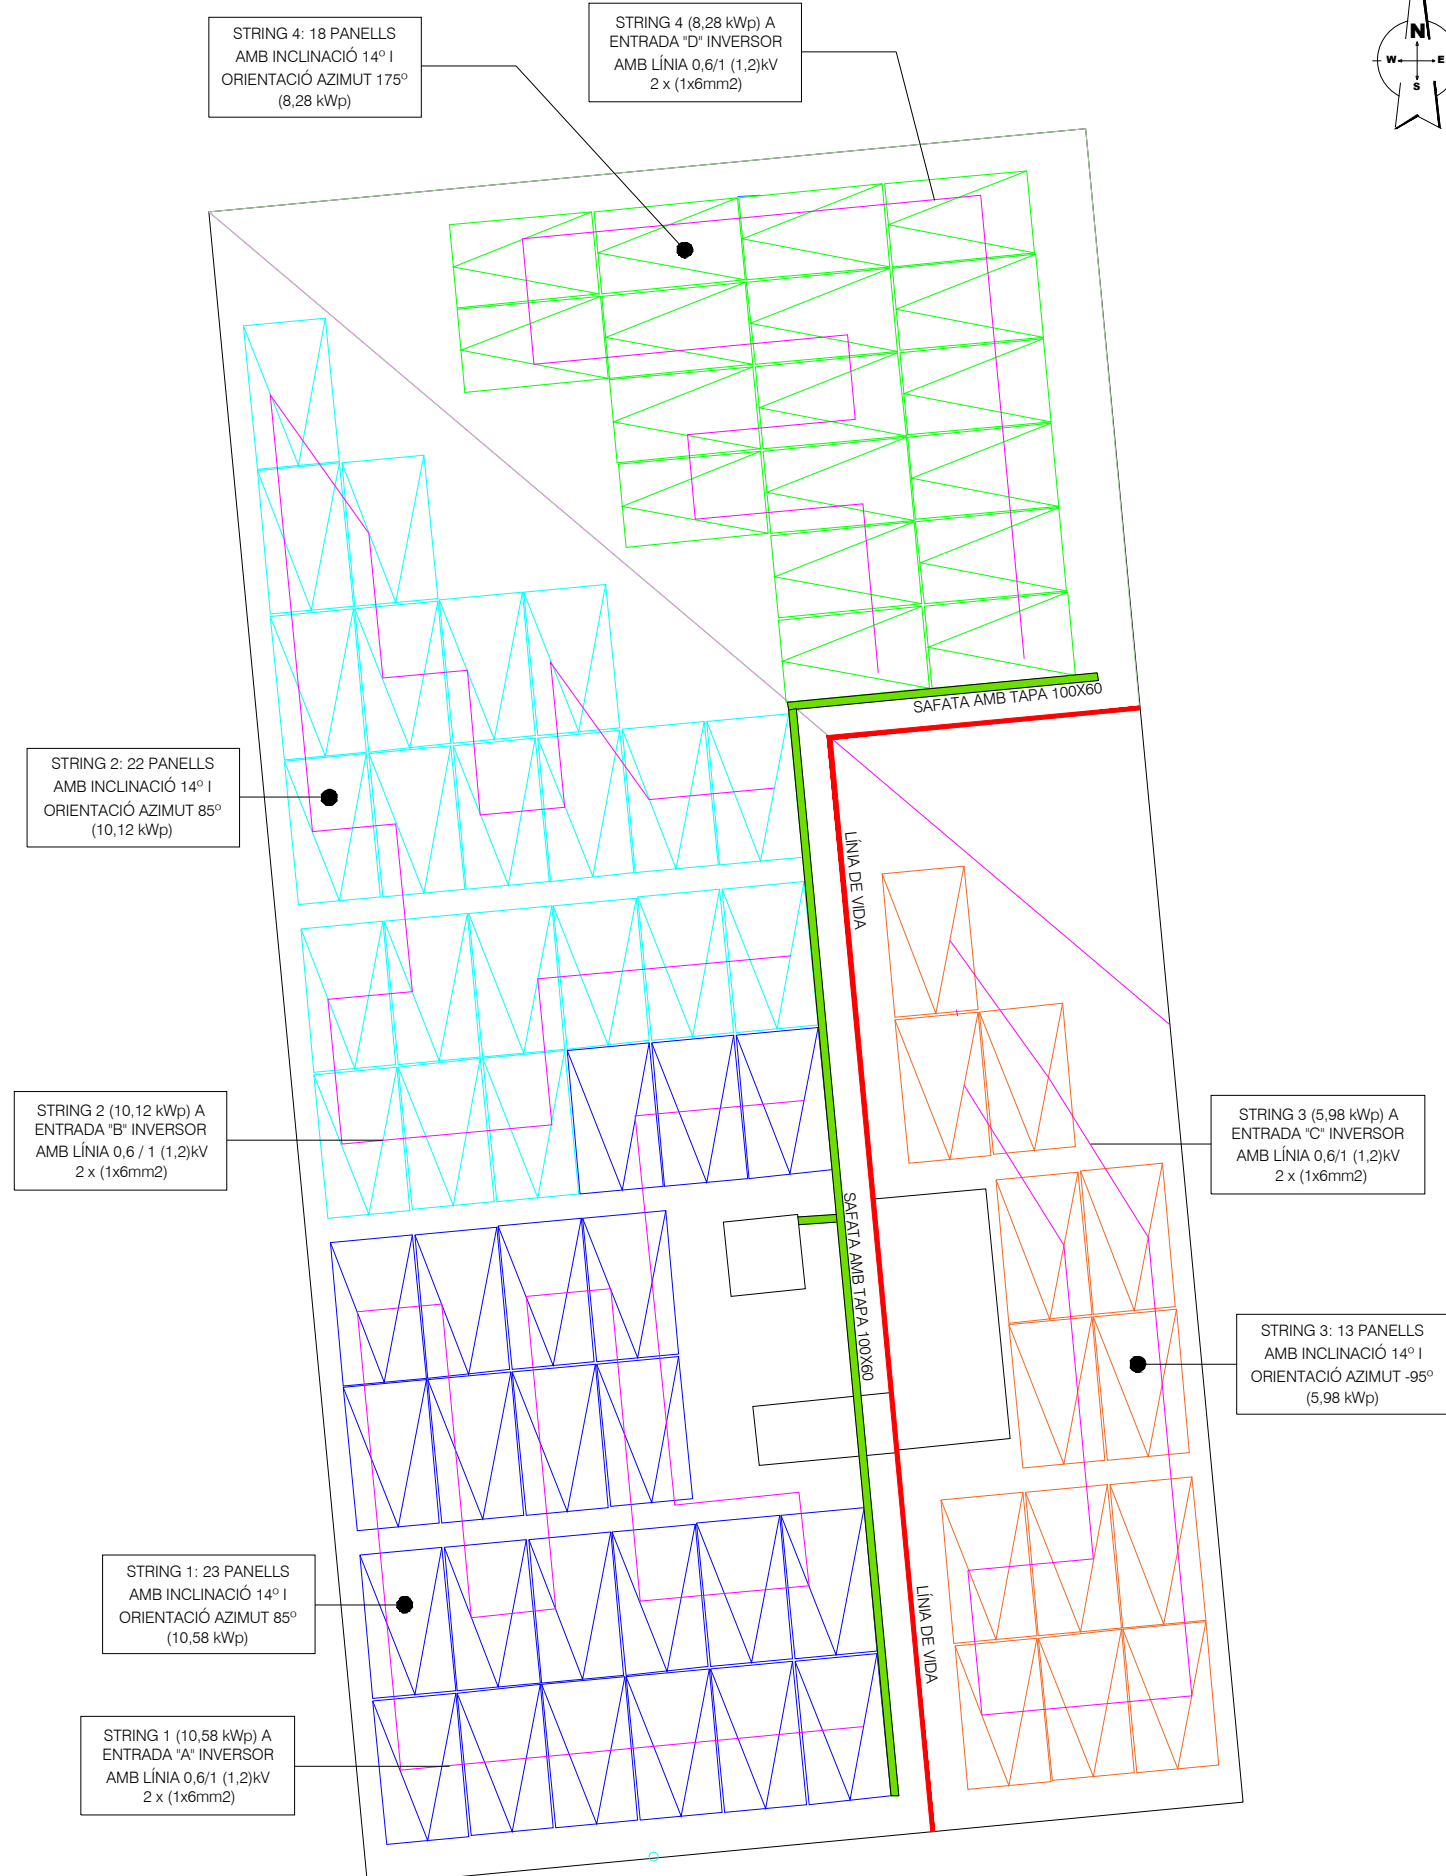 STRING 4: 18 PANELLS
AMB INCLINACIÓ 14º I
ORIENTACIÓ AZIMUT 175º
(8,28 kWp)
STRING 4 (8,28 kWp) A
ENTRADA "D" INVERSOR
AMB LÍNIA 0,6/1 (1,2)kV
2 x (1x6mm2)
N
W
E
S
SAFATA AMB TAPA 100X60
STRING 2: 22 PANELLS
AMB INCLINACIÓ 14º I
ORIENTACIÓ AZIMUT 85º
(10,12 kWp)
LÍNIA DE VIDA
STRING 2 (10,12 kWp) A
ENTRADA "B" INVERSOR
AMB LÍNIA 0,6 / 1 (1,2)kV
2 x (1x6mm2)
STRING 3 (5,98 kWp) A
ENTRADA "C" INVERSOR
AMB LÍNIA 0,6/1 (1,2)kV
2 x (1x6mm2)
SAFATA AMB TAPA 100X60
STRING 3: 13 PANELLS
AMB INCLINACIÓ 14º I
ORIENTACIÓ AZIMUT -95º
(5,98 kWp)
STRING 1: 23 PANELLS
AMB INCLINACIÓ 14º I
ORIENTACIÓ AZIMUT 85º
(10,58 kWp)
LÍNIA DE VIDA
STRING 1 (10,58 kWp) A
ENTRADA "A" INVERSOR
AMB LÍNIA 0,6/1 (1,2)kV
2 x (1x6mm2)